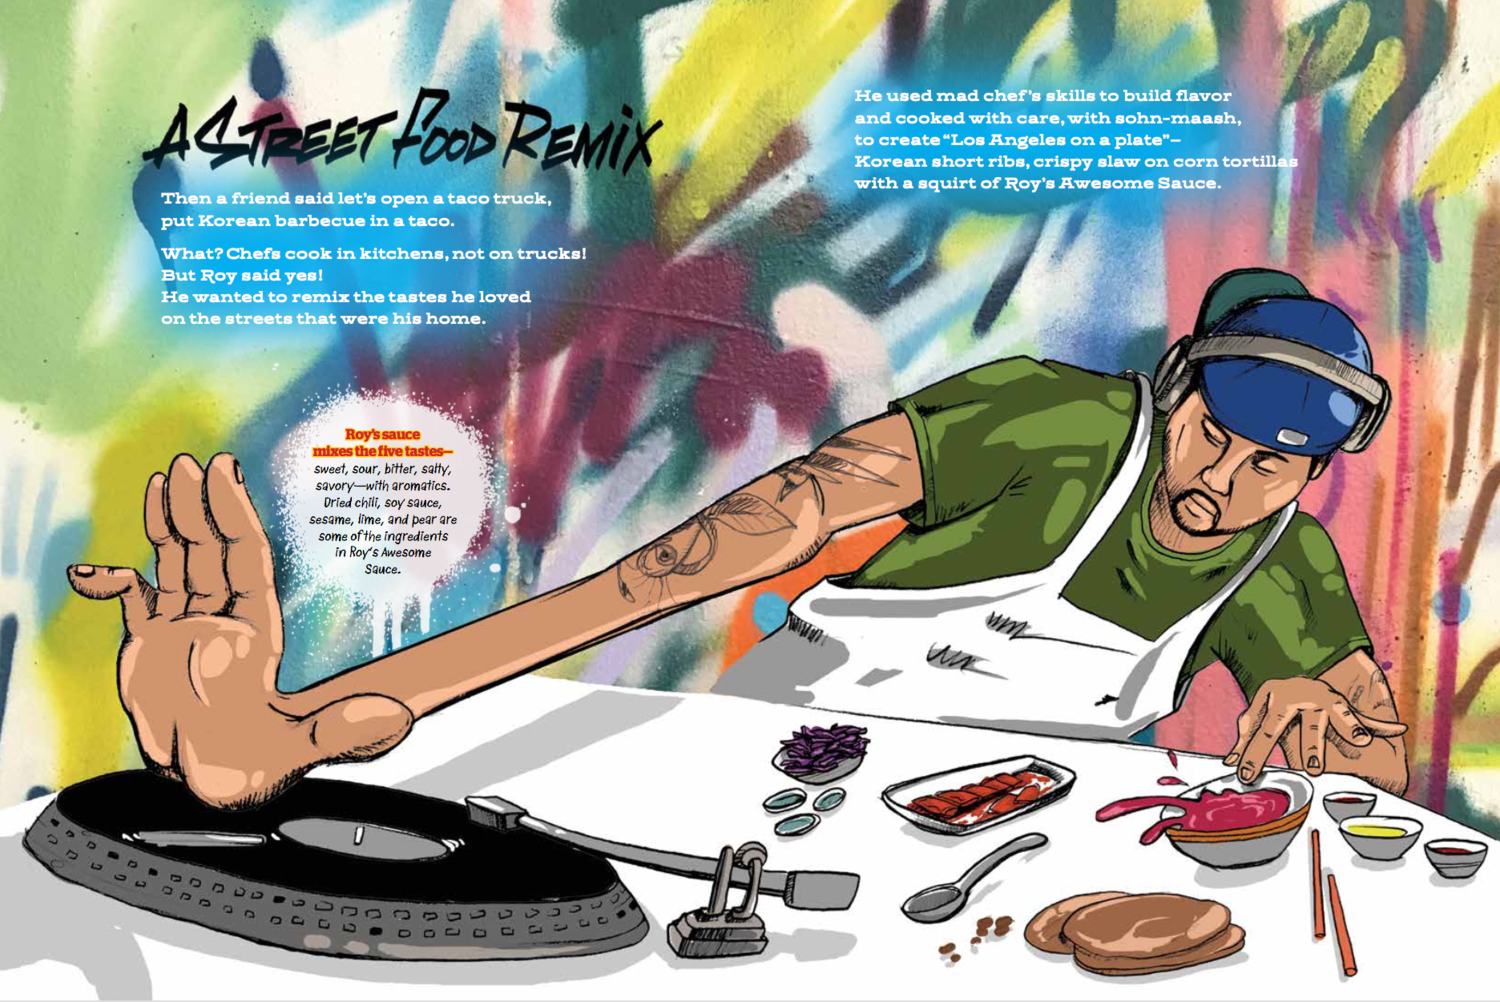 A STREET FOOD REMIX
Then a friend said let's open a taco truck,
put Korean barbecue in a taco.
What? Chefs cook in kitchens, not on trucks!
But Roy said yes!
He wanted to remix the tastes he loved
on the streets that were his home.
He used mad chef's skills to build flavor
and cooked with care, with sohn-maash,
to create “Los Angeles on a plate”—
Korean short ribs, crispy slaw on corn tortillas
with a squirt of Roy's Awesome Sauce.
Roy's sauce
mixes the five tastes—
sweet, sour, bitter, salty,
savory—with aromatics.
Dried chili, soy sauce,
sesame, lime, and pear are
some of the ingredients
in Roy's Awesome
Sauce.